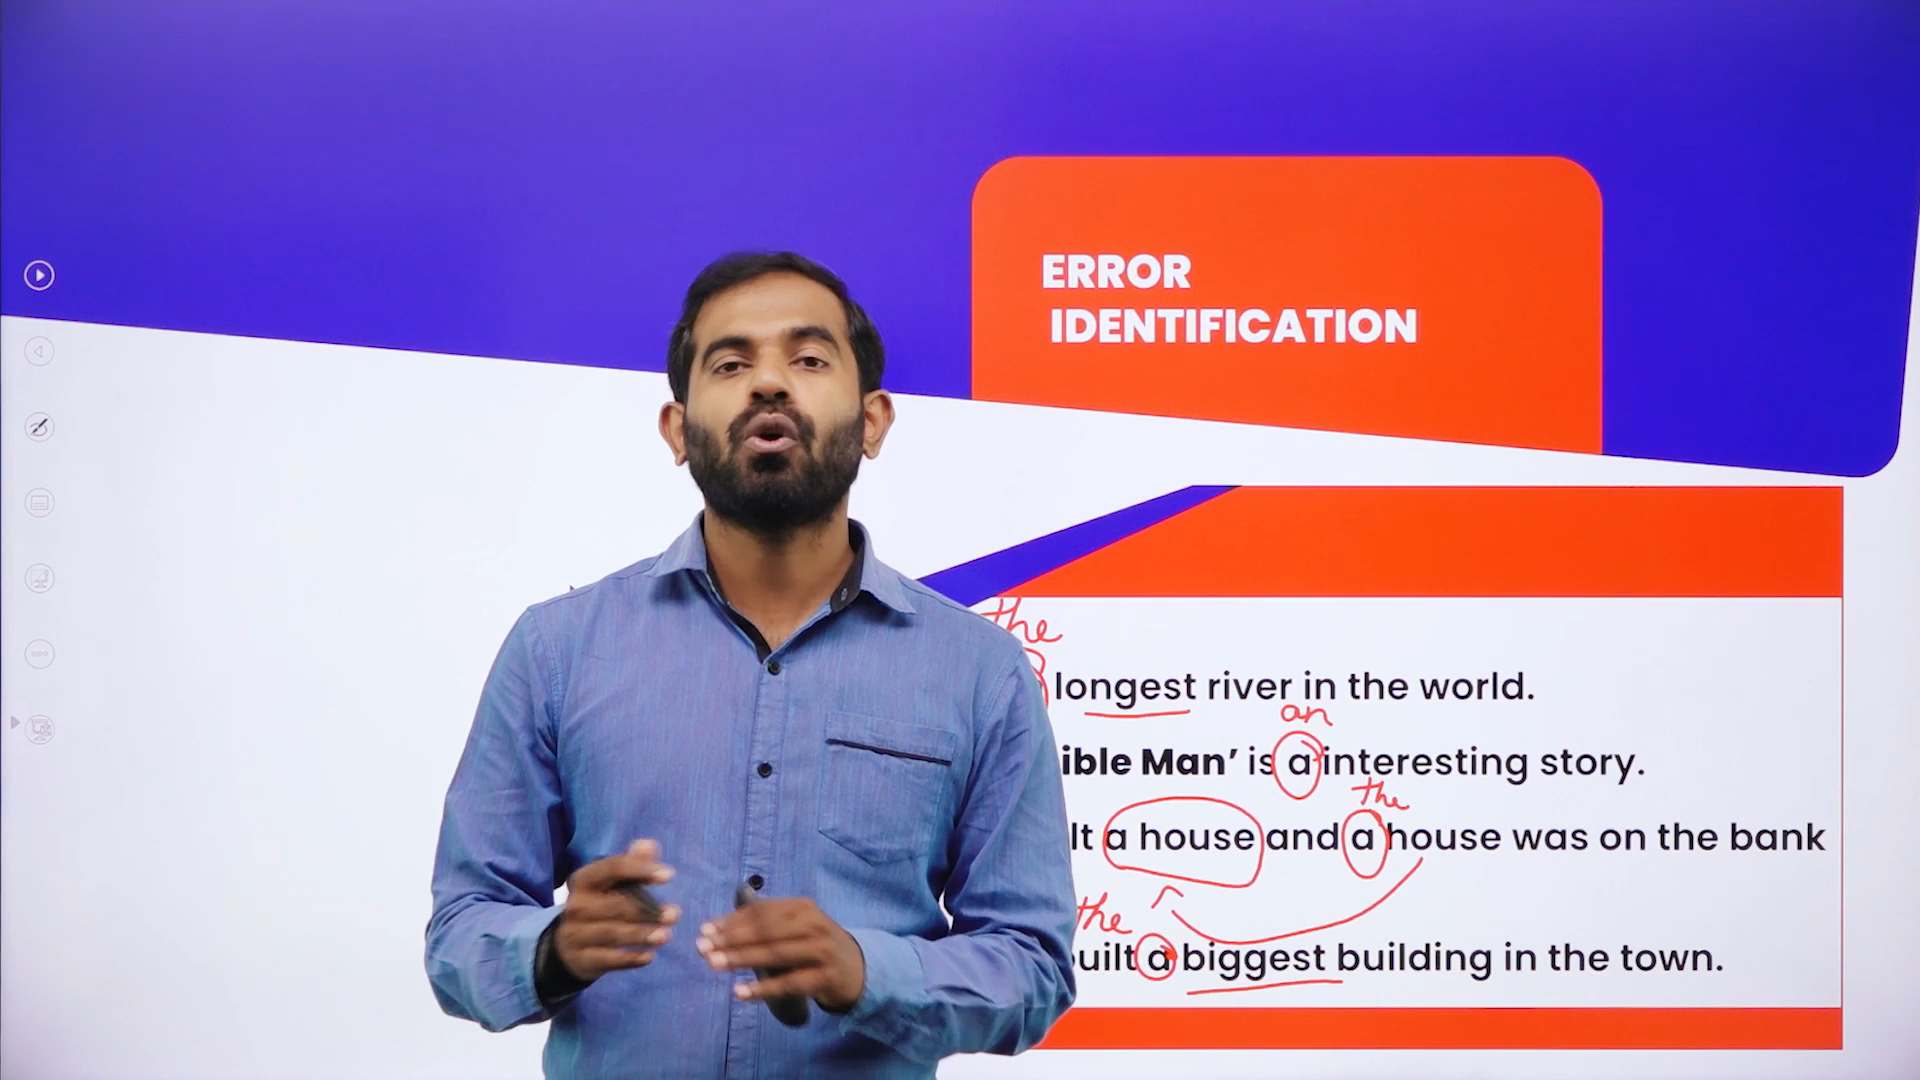 ERROR
IDENTIFICATION
the
longest river in the world.
an
ible Man’ is a interesting story.
the
lt a house and a house was on the bank
the
uilt a biggest building in the town.